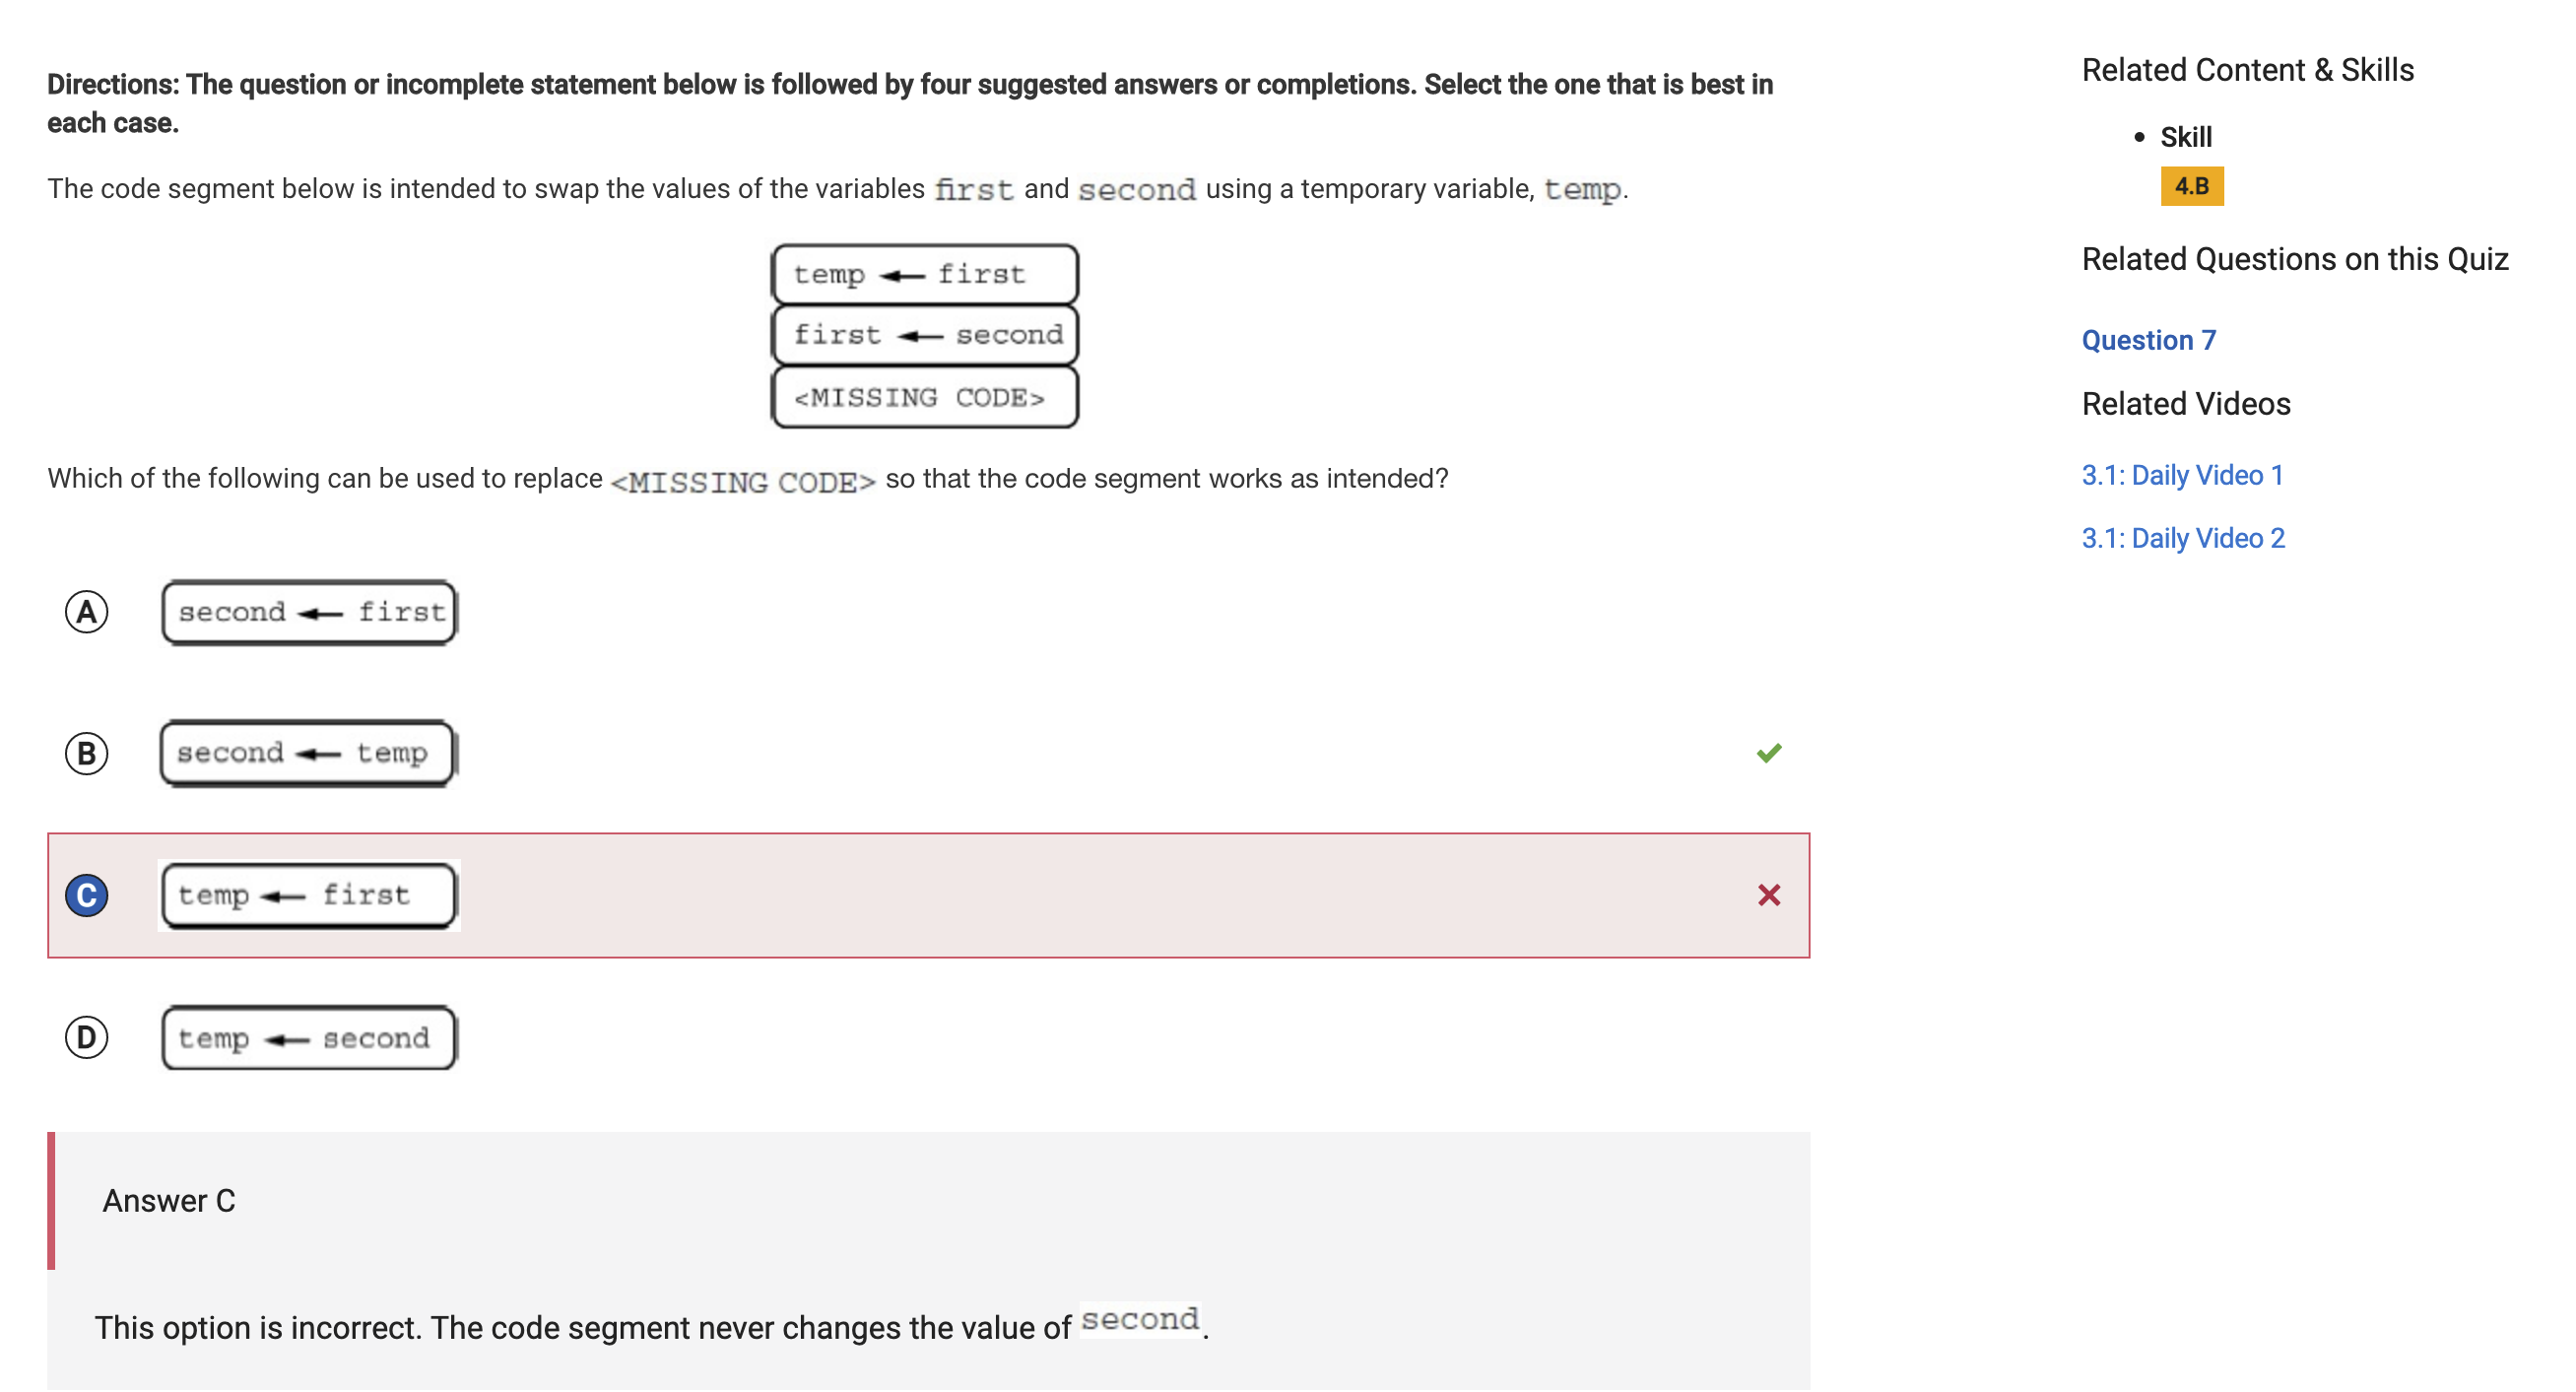 Directions: The question or incomplete statement below is followed by four suggested answers or completions. Select the one that is best in
each case.
The code segment below is intended to swap the values of the variables first and second using a temporary variable, temp.
temp ← first
first ← second
<MISSING CODE>
Which of the following can be used to replace <MISSING CODE> so that the code segment works as intended?
A second ← first
B second ← temp
C temp ← first
D temp ← second
Answer C
This option is incorrect. The code segment never changes the value of second.
Related Content & Skills
• Skill
4.B
Related Questions on this Quiz
Question 7
Related Videos
3.1: Daily Video 1
3.1: Daily Video 2